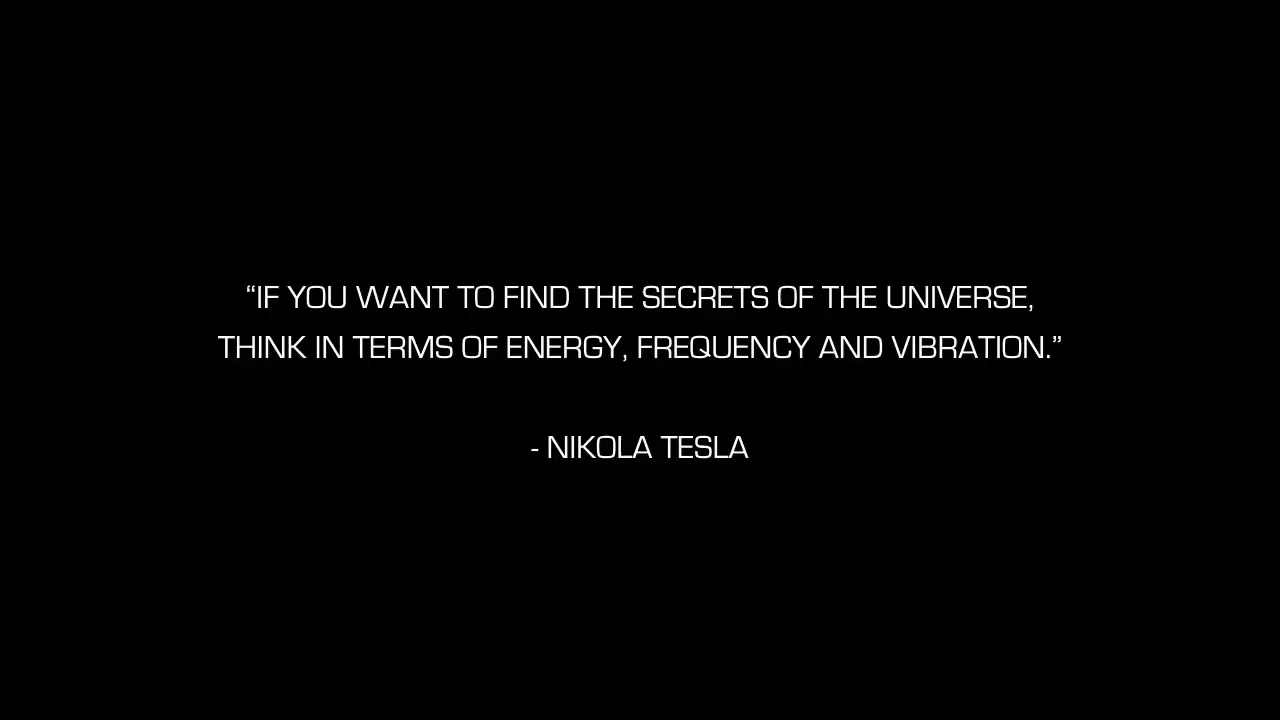 “IF YOU WANT TO FIND THE SECRETS OF THE UNIVERSE,
THINK IN TERMS OF ENERGY, FREQUENCY AND VIBRATION.”
- NIKOLA TESLA